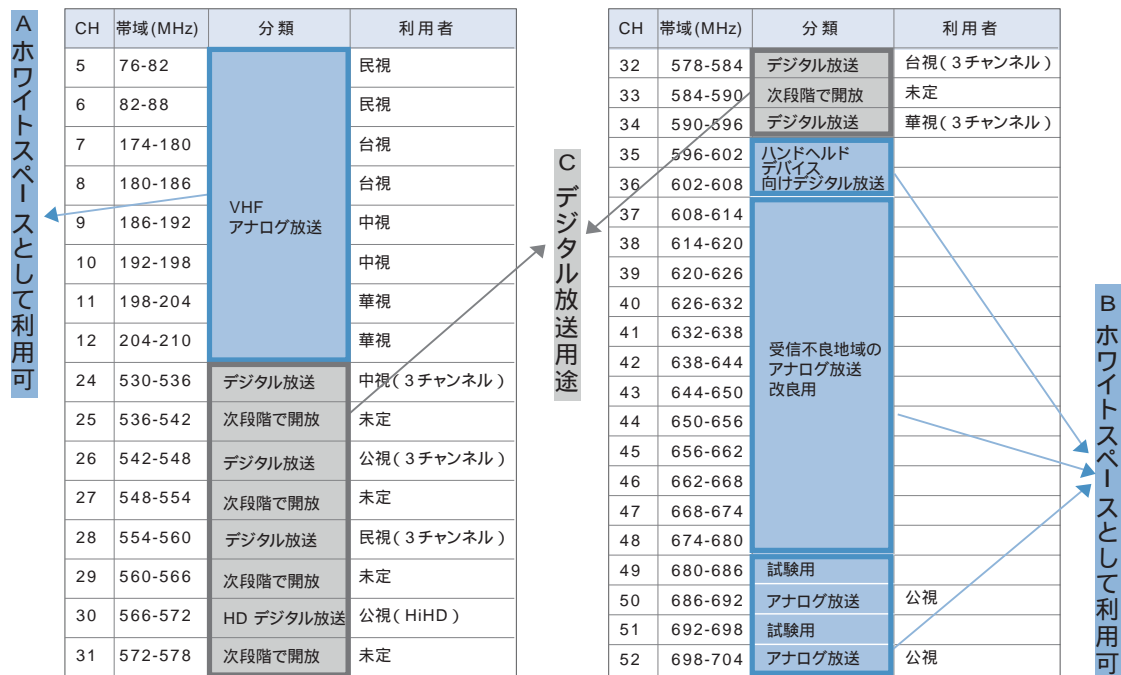 A ホワイトスペースとして利用可
CH 帯域(MHz) 分類 利用者
5 76-82 民視
6 82-88 民視
7 174-180 台視
8 180-186 台視
VHF
アナログ放送
9 186-192 中視
10 192-198 中視
11 198-204 華視
12 204-210 華視
24 530-536 デジタル放送 中視(3チャンネル)
25 536-542 次段階で開放 未定
26 542-548 デジタル放送 公視(3チャンネル)
27 548-554 次段階で開放 未定
28 554-560 デジタル放送 民視(3チャンネル)
29 560-566 次段階で開放 未定
30 566-572 HD デジタル放送 公視(HiHD)
31 572-578 次段階で開放 未定
C デジタル放送用途
CH 帯域(MHz) 分類 利用者
32 578-584 デジタル放送 台視(3チャンネル)
33 584-590 次段階で開放 未定
34 590-596 デジタル放送 華視(3チャンネル)
35 596-602 ハンドヘルド
デバイス
36 602-608 向けデジタル放送
37 608-614
38 614-620
39 620-626
40 626-632
41 632-638
受信不良地域の
42 638-644 アナログ放送
43 644-650 改良用
44 650-656
45 656-662
46 662-668
47 668-674
48 674-680
49 680-686 試験用
50 686-692 アナログ放送 公視
51 692-698 試験用
52 698-704 アナログ放送 公視
B ホワイトスペースとして利用可